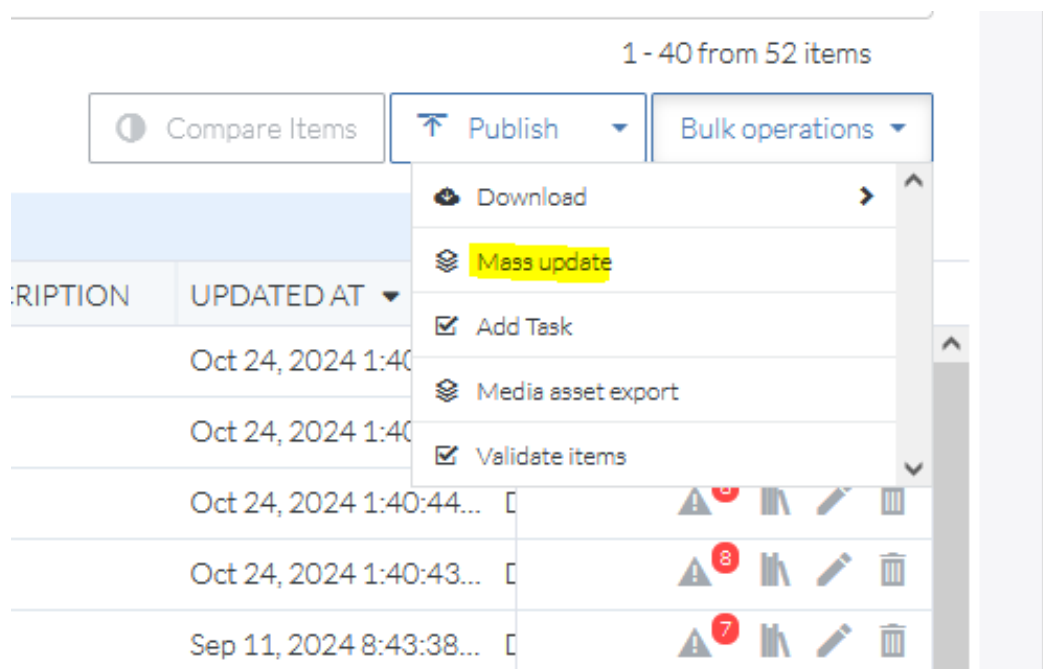 1 - 40 from 52 items
Compare Items Publish Bulk operations
Download
Mass update
RIPTION UPDATED AT
Add Task
Oct 24, 2024 1:40
Media asset export
Oct 24, 2024 1:40
Validate items
Oct 24, 2024 1:40:44...
Oct 24, 2024 1:40:43... 8
Sep 11, 2024 8:43:38... 7